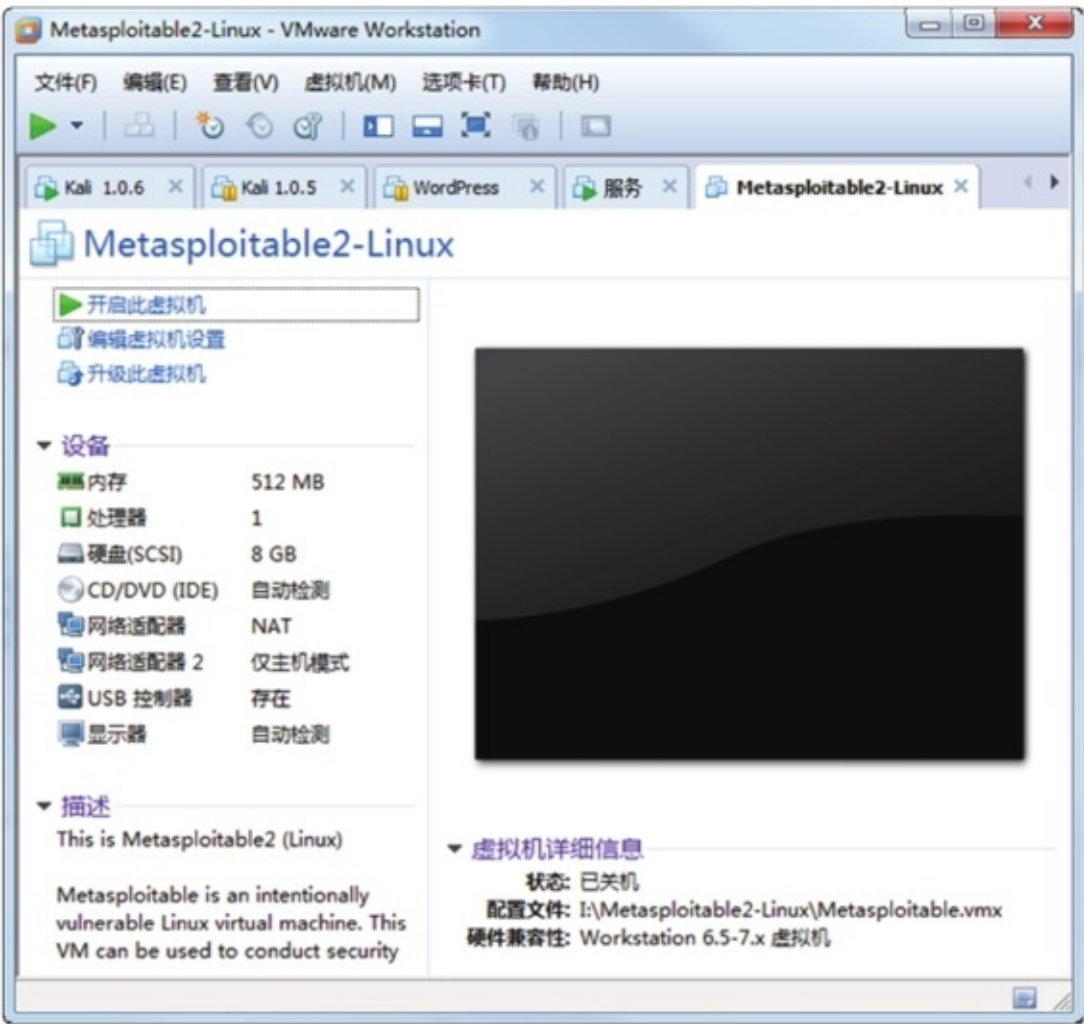 Metasploitable2-Linux - VMware Workstation
文件(F) 编辑(E) 查看(V) 虚拟机(M) 选项卡(T) 帮助(H)
Kali 1.0.6 Kali 1.0.5 WordPress 服务 Metasploitable2-Linux
Metasploitable2-Linux
开启此虚拟机
编辑虚拟机设置
升级此虚拟机
设备
内存 512 MB
处理器 1
硬盘(SCSI) 8 GB
CD/DVD (IDE) 自动检测
网络适配器 NAT
网络适配器 2 仅主机模式
USB 控制器 存在
显示器 自动检测
描述
This is Metasploitable2 (Linux)
Metasploitable is an intentionally
vulnerable Linux virtual machine. This
VM can be used to conduct security
虚拟机详细信息
状态: 已关机
配置文件: I:\Metasploitable2-Linux\Metasploitable.vmx
硬件兼容性: Workstation 6.5-7.x 虚拟机